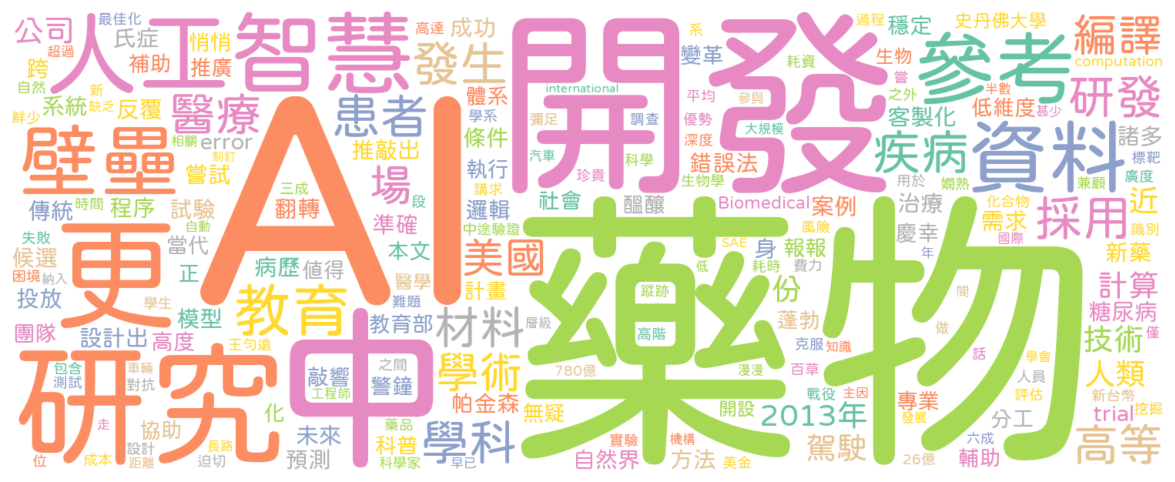 最佳化
系
過程
史丹佛大學
公司
氏症
悄悄
高達
成功
穩定
超過
人工智慧
開發
耗資
編譯
跨
補助
推廣
發生
變革
生物
參考
computation
自然
新
international
平均
參與
嘗
之外
半數
系統
缺乏
反覆
醫療
體系
彌足
調查
優勢
低維度
甚少
研發
鮮少
相關
error
患者
條件
學系
大規模
客製化
疾病
資料
諸多
壁壘
制訂
推敲出
汽車
科學
深度
錯誤法
標靶
嘗試
AI
場
執行
珍貴
講求
生物學
用於
嫻熟
兼顧
廣度
傳統
時間
程序
試驗
三成
翻轉
邏輯
社會
醞釀
Biomedical
案例
治療
化合物
近
採用
段
準確
中途驗證
風險
需求
識別
失敗
自動
當代
本文
慶幸
國際
更
候選
正
病歷
值得
醫學
美國
SAE
低
身
報報
年
新藥
困境
納入
耗時
費力
投放
學生
模型
教育
難題
計畫
份
藥物
蹤跡
間
計算
團隊
設計出
教育部
材料
層級
高階
蓬勃
做
糖尿病
僅
高度
王勻遠
中
技術
研究
包含
車輛
之間
敲響
警鐘
學術
780億
漫漫
克服
知識
話
學會
測試
對抗
工程師
帕金森
無疑
百草
戰役
主因
人員
人類
化
藥品
開設
2013年
專業
新台幣
評估
挖掘
走
協助
設計
未來
科普
學科
實驗
機構
發展
分工
trial
位
成本
長路
距離
迫切
預測
科學家
早已
自然界
方法
美金
駕駛
26億
六成
輔助
高等